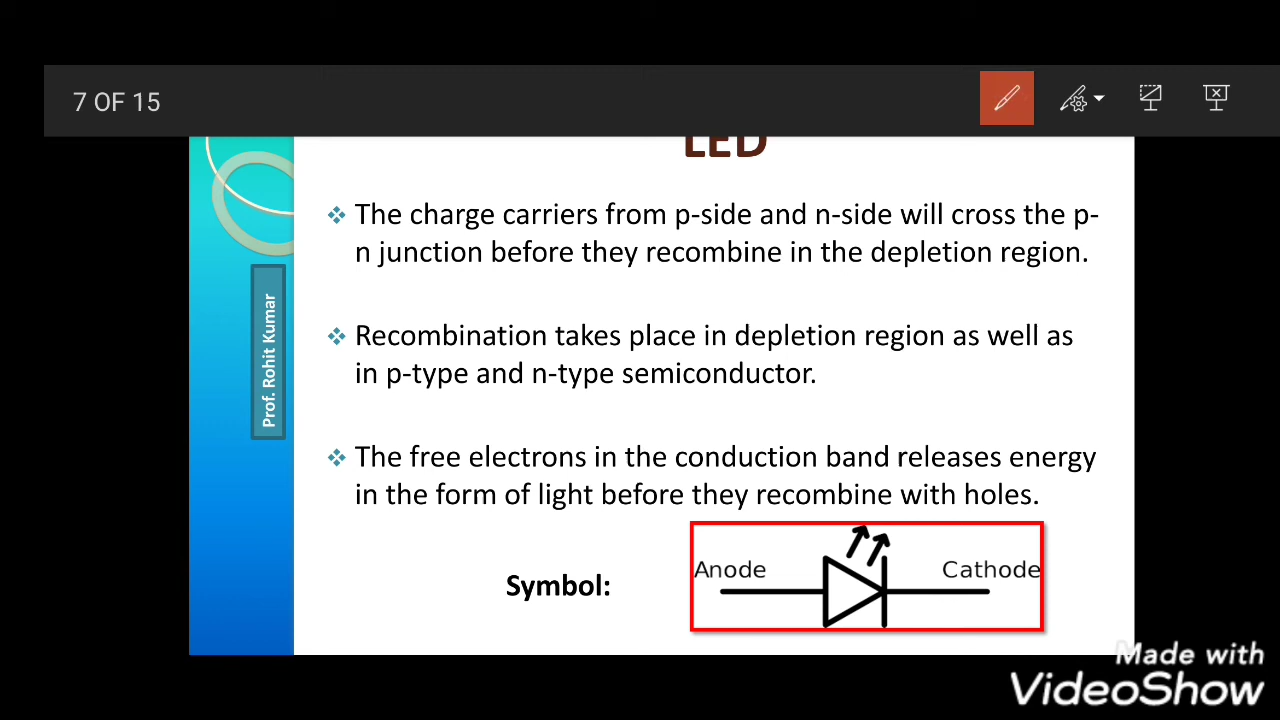 7 OF 15
LED
The charge carriers from p-side and n-side will cross the p-
n junction before they recombine in the depletion region.
Recombination takes place in depletion region as well as
in p-type and n-type semiconductor.
The free electrons in the conduction band releases energy
in the form of light before they recombine with holes.
Symbol:
Anode
Cathode
Prof. Rohit Kumar
Made with
VideoShow